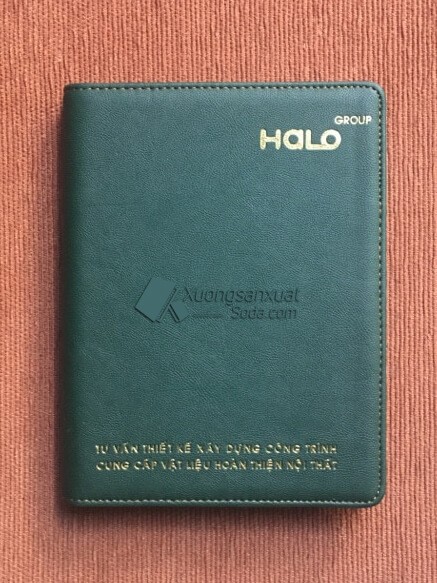 GROUP
HALO
Xuongsanxuat
Soda.com
TƯ VẤN THIẾT KẾ XÂY DỰNG CÔNG TRÌNH
CUNG CẤP VẬT LIỆU HOÀN THIỆN NỘI THẤT